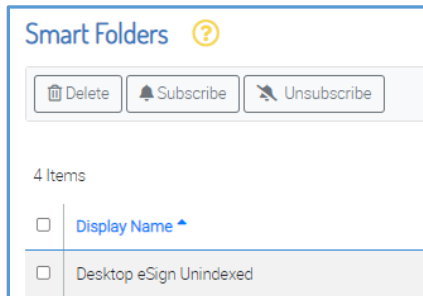 Smart Folders ?
Delete Subscribe Unsubscribe
4 Items
Display Name
Desktop eSign Unindexed